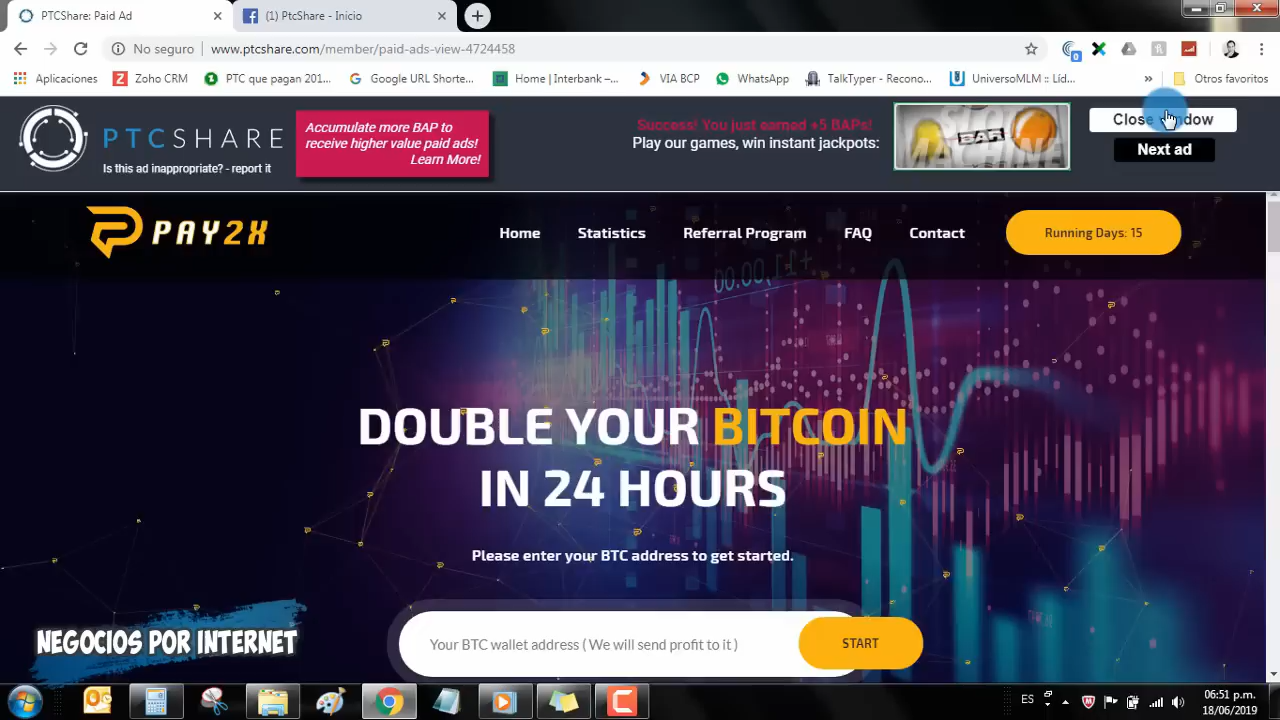 PTCShare: Paid Ad
(1) PtcShare - Inicio
No seguro
www.ptcshare.com/member/paid-ads-view-4724458
Aplicaciones
Zoho CRM
PTC que pagan 201...
Google URL Shorte...
Home | Interbank –...
VIA BCP
WhatsApp
TalkTyper - Recono...
UniversoMLM :: Líd...
»
Otros favoritos
0
PTCSHARE
Is this ad inappropriate? - report it
Accumulate more BAP to
receive higher value paid ads!
Learn More!
Success! You just earned +5 BAPs!
Play our games, win instant jackpots:
SLOT
BAR
MACHINE
Close window
Next ad
PAY2X
Home
Statistics
Referral Program
FAQ
Contact
Running Days: 15
DOUBLE YOUR BITCOIN
IN 24 HOURS
Please enter your BTC address to get started.
Your BTC wallet address ( We will send profit to it )
START
NEGOCIOS POR INTERNET
ES
06:51 p.m.
18/06/2019